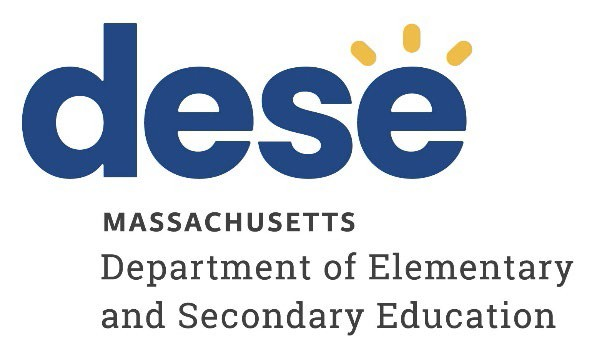 dese
MASSACHUSETTS
Department of Elementary
and Secondary Education